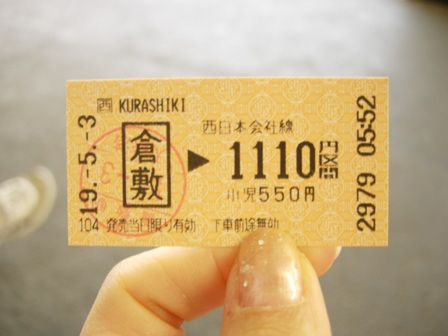 西 KURASHIKI
19.-5.-3
倉敷
▶
西日本会社線
1110円区間
小児550円
2979 05:52
104 発売当日限り有効 下車前途無効